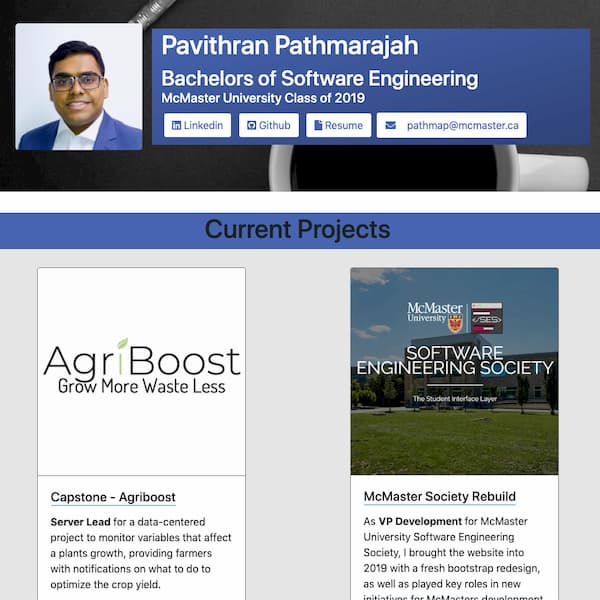 Pavithran Pathmarajah
Bachelors of Software Engineering
McMaster University Class of 2019
Linkedin Github Resume pathmap@mcmaster.ca
Current Projects
AgriBoost
Grow More Waste Less
Capstone - Agriboost
Server Lead for a data-centered
project to monitor variables that affect
a plants growth, providing farmers
with notifications on what to do to
optimize the crop yield.
McMaster
University
</SES>
SOFTWARE
ENGINEERING SOCIETY
The Student Interface Layer
McMaster Society Rebuild
As VP Development for McMaster
University Software Engineering
Society, I brought the website into
2019 with a fresh bootstrap redesign,
as well as played key roles in new
initiatives for McMasters development